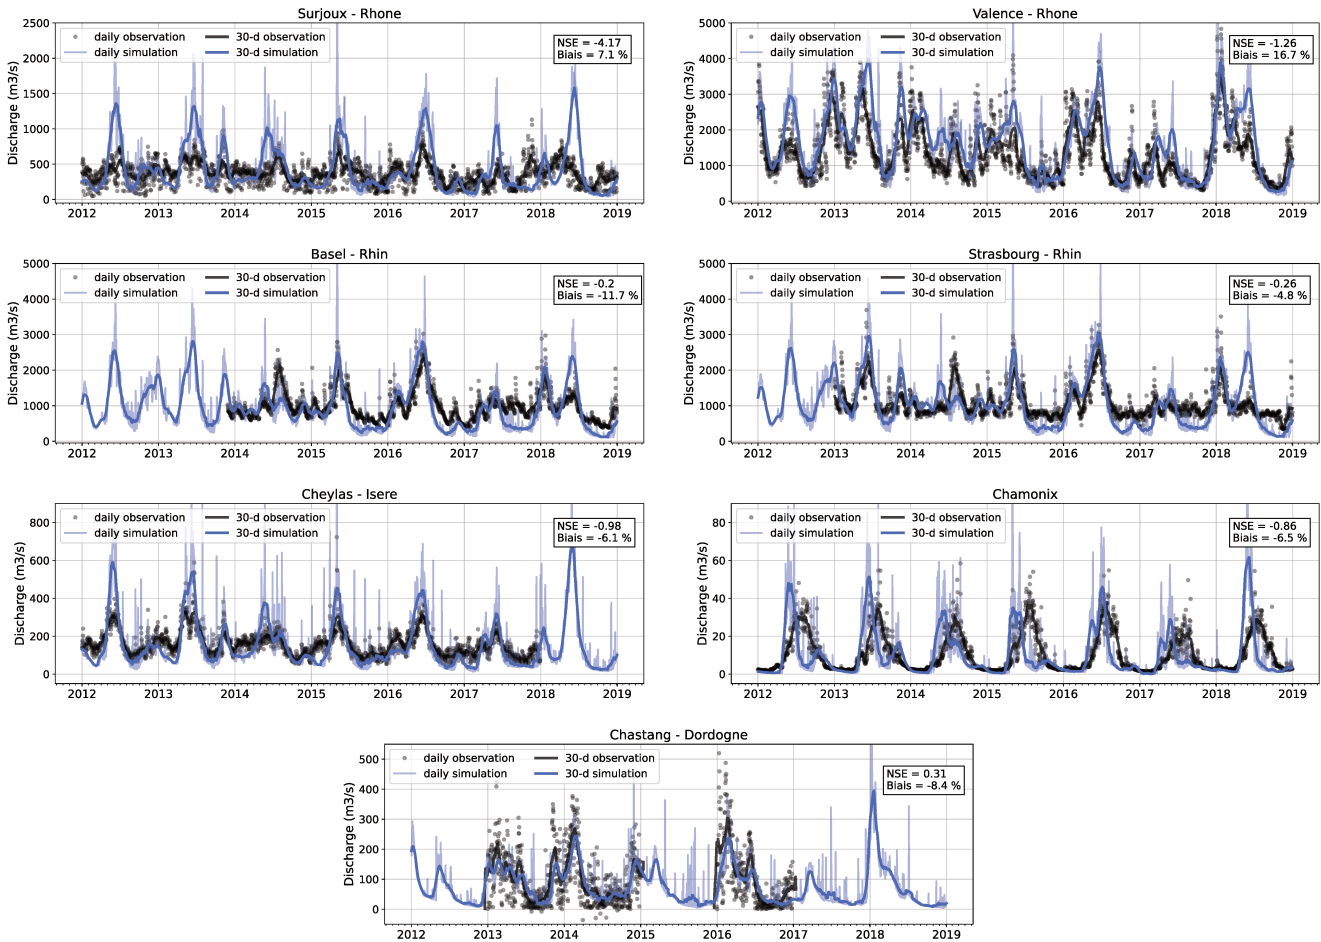 Surjoux - Rhone
Discharge (m3/s)
2500
2000
1500
1000
500
0
daily observation
daily simulation
30-d observation
30-d simulation
NSE = -4.17
Biais = 7.1 %
2012 2013 2014 2015 2016 2017 2018 2019
Valence - Rhone
Discharge (m3/s)
5000
4000
3000
2000
1000
0
daily observation
daily simulation
30-d observation
30-d simulation
NSE = -1.26
Biais = 16.7 %
2012 2013 2014 2015 2016 2017 2018 2019
Basel - Rhin
Discharge (m3/s)
5000
4000
3000
2000
1000
0
daily observation
daily simulation
30-d observation
30-d simulation
NSE = -0.2
Biais = -11.7 %
2012 2013 2014 2015 2016 2017 2018 2019
Strasbourg - Rhin
Discharge (m3/s)
5000
4000
3000
2000
1000
0
daily observation
daily simulation
30-d observation
30-d simulation
NSE = -0.26
Biais = -4.8 %
2012 2013 2014 2015 2016 2017 2018 2019
Cheylas - Isere
Discharge (m3/s)
800
600
400
200
0
daily observation
daily simulation
30-d observation
30-d simulation
NSE = -0.98
Biais = -6.1 %
2012 2013 2014 2015 2016 2017 2018 2019
Chamonix
Discharge (m3/s)
80
60
40
20
0
daily observation
daily simulation
30-d observation
30-d simulation
NSE = -0.86
Biais = -6.5 %
2012 2013 2014 2015 2016 2017 2018 2019
Chastang - Dordogne
Discharge (m3/s)
500
400
300
200
100
0
daily observation
daily simulation
30-d observation
30-d simulation
NSE = 0.31
Biais = -8.4 %
2012 2013 2014 2015 2016 2017 2018 2019